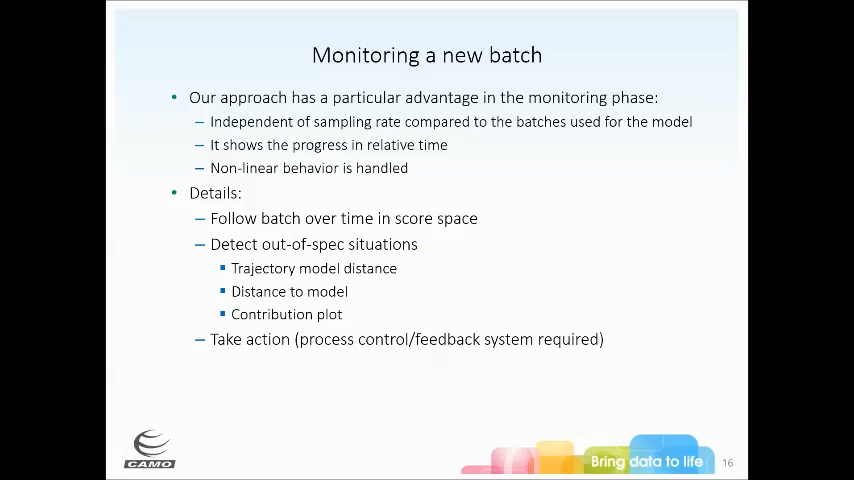 Monitoring a new batch
• Our approach has a particular advantage in the monitoring phase:
– Independent of sampling rate compared to the batches used for the model
– It shows the progress in relative time
– Non-linear behavior is handled
• Details:
– Follow batch over time in score space
– Detect out-of-spec situations
▪ Trajectory model distance
▪ Distance to model
▪ Contribution plot
– Take action (process control/feedback system required)
CAMO
Bring data to life
16